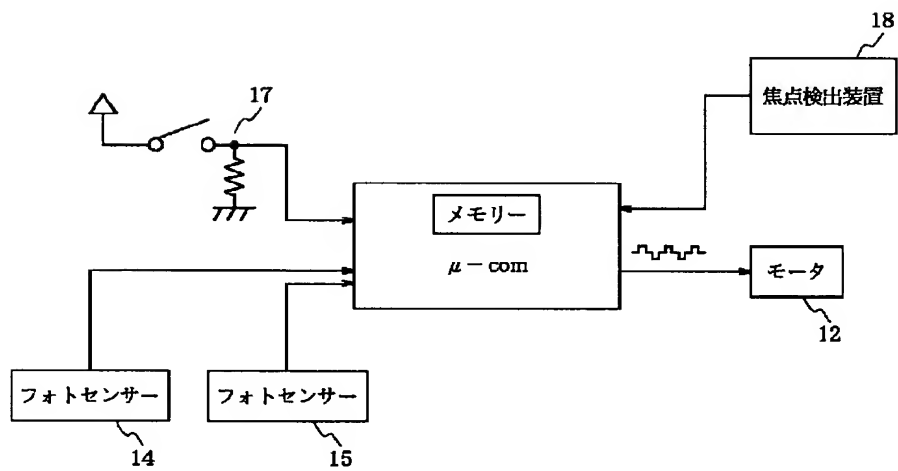 18
焦点検出装置
17
メモリー
μ-com
モータ
12
フォトセンサー
14
フォトセンサー
15